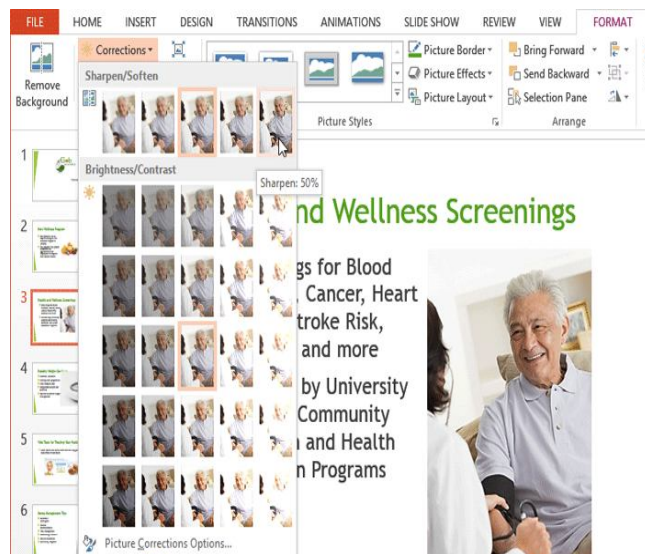 FILE HOME INSERT DESIGN TRANSITIONS ANIMATIONS SLIDE SHOW REVIEW VIEW FORMAT
Remove
Background
Corrections
Picture Border
Picture Effects
Picture Layout
Picture Styles
Bring Forward
Send Backward
Selection Pane
Arrange
Sharpen/Soften
Brightness/Contrast
Sharpen: 50%
Picture Corrections Options...
1
2
3
4
5
6
nd Wellness Screenings
gs for Blood
, Cancer, Heart
troke Risk,
and more
by University
Community
and Health
n Programs